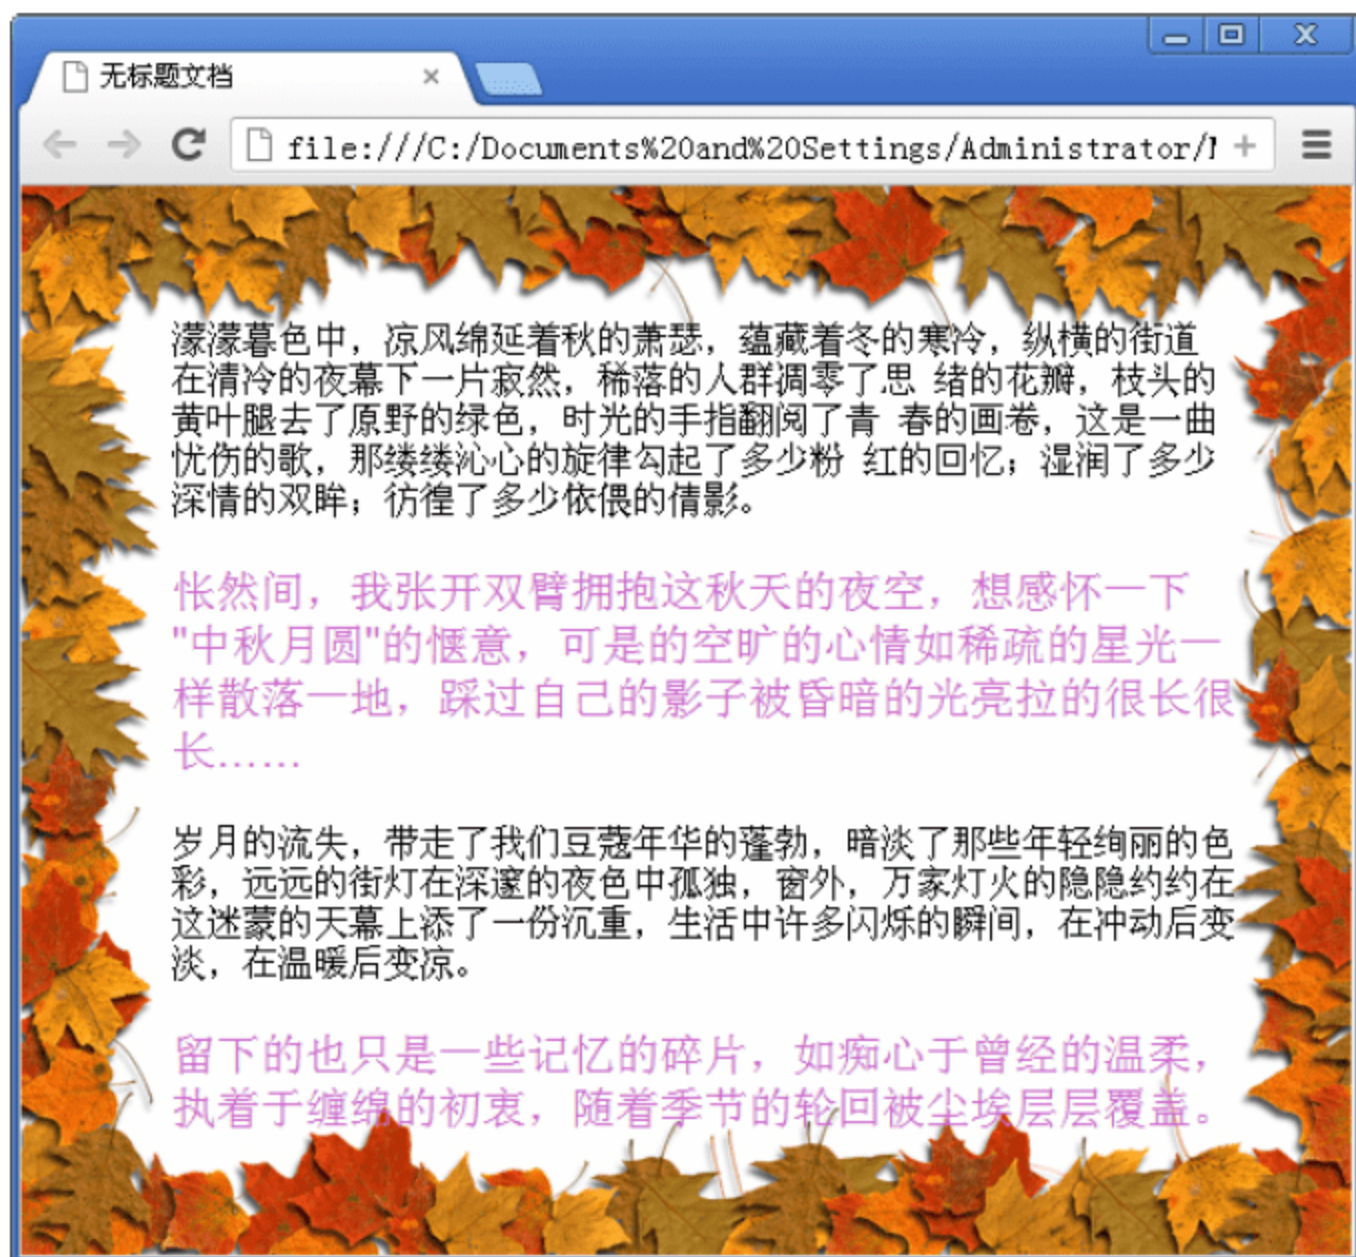 无标题文档
file:///C:/Documents%20and%20Settings/Administrator/
濛濛暮色中，凉风绵延着秋的萧瑟，蕴藏着冬的寒冷，纵横的街道
在清冷的夜幕下一片寂然，稀落的人群凋零了思 绪的花瓣，枝头的
黄叶腿去了原野的绿色，时光的手指翻阅了青 春的画卷，这是一曲
忧伤的歌，那缕缕沁心的旋律勾起了多少粉 红的回忆；湿润了多少
深情的双眸；彷徨了多少依偎的倩影。
怅然间，我张开双臂拥抱这秋天的夜空，想感怀一下
"中秋月圆"的惬意，可是的空旷的心情如稀疏的星光一
样散落一地，踩过自己的影子被昏暗的光亮拉的很长很
长……
岁月的流失，带走了我们豆蔻年华的蓬勃，暗淡了那些年轻绚丽的色
彩，远远的街灯在深邃的夜色中孤独，窗外，万家灯火的隐隐约约在
这迷蒙的天幕上添了一份沉重，生活中许多闪烁的瞬间，在冲动后变
淡，在温暖后变凉。
留下的也只是一些记忆的碎片，如痴心于曾经的温柔，
执着于缠绵的初衷，随着季节的轮回被尘埃层层覆盖。